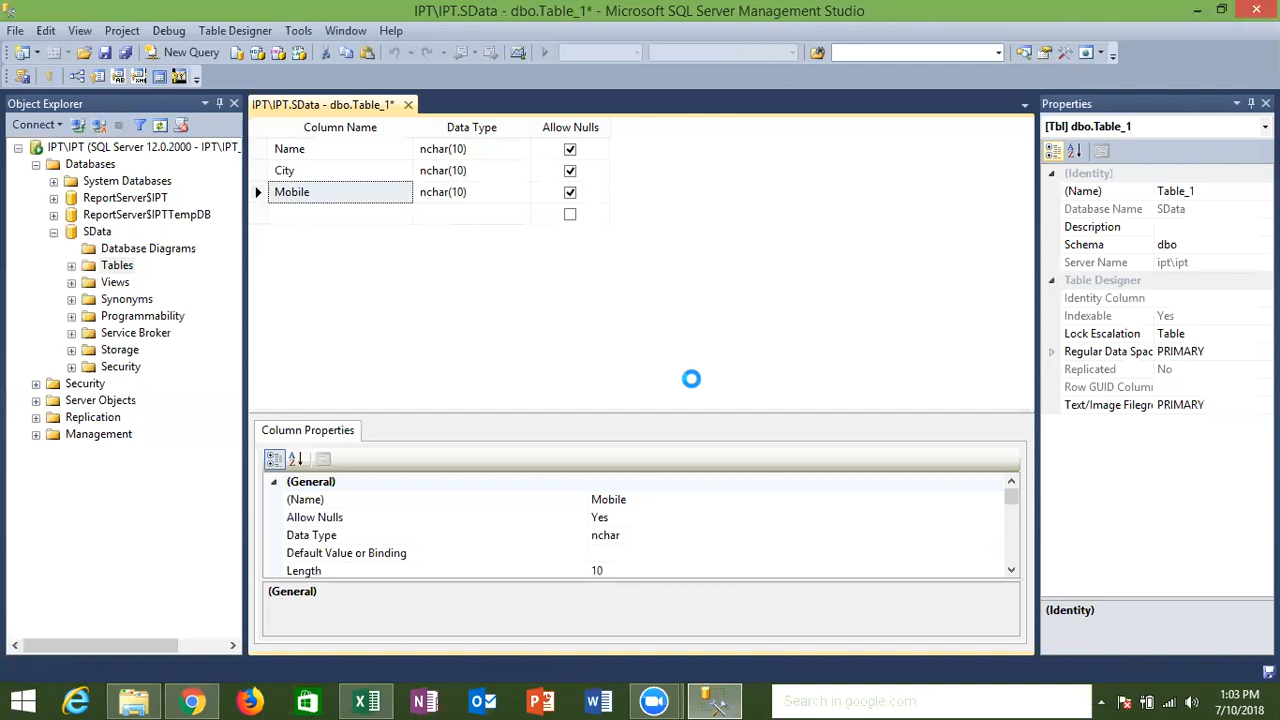 IPT\IPT.SData - dbo.Table_1* - Microsoft SQL Server Management Studio
File Edit View Project Debug Table Designer Tools Window Help
New Query
Object Explorer
Connect
IPT\IPT (SQL Server 12.0.2000 - IPT\IPT_
Databases
System Databases
ReportServer$IPT
ReportServer$IPTTempDB
SData
Database Diagrams
Tables
Views
Synonyms
Programmability
Service Broker
Storage
Security
Security
Server Objects
Replication
Management
IPT\IPT.SData - dbo.Table_1*
Column Name Data Type Allow Nulls
Name nchar(10)
City nchar(10)
Mobile nchar(10)
Column Properties
(General)
(Name) Mobile
Allow Nulls Yes
Data Type nchar
Default Value or Binding
Length 10
(General)
Properties
[Tbl] dbo.Table_1
(Identity)
(Name) Table_1
Database Name SData
Description
Schema dbo
Server Name ipt\ipt
Table Designer
Identity Column
Indexable Yes
Lock Escalation Table
Regular Data Spac PRIMARY
Replicated No
Row GUID Column
Text/Image Filegr PRIMARY
(Identity)
Search in google.com
1:03 PM
7/10/2018